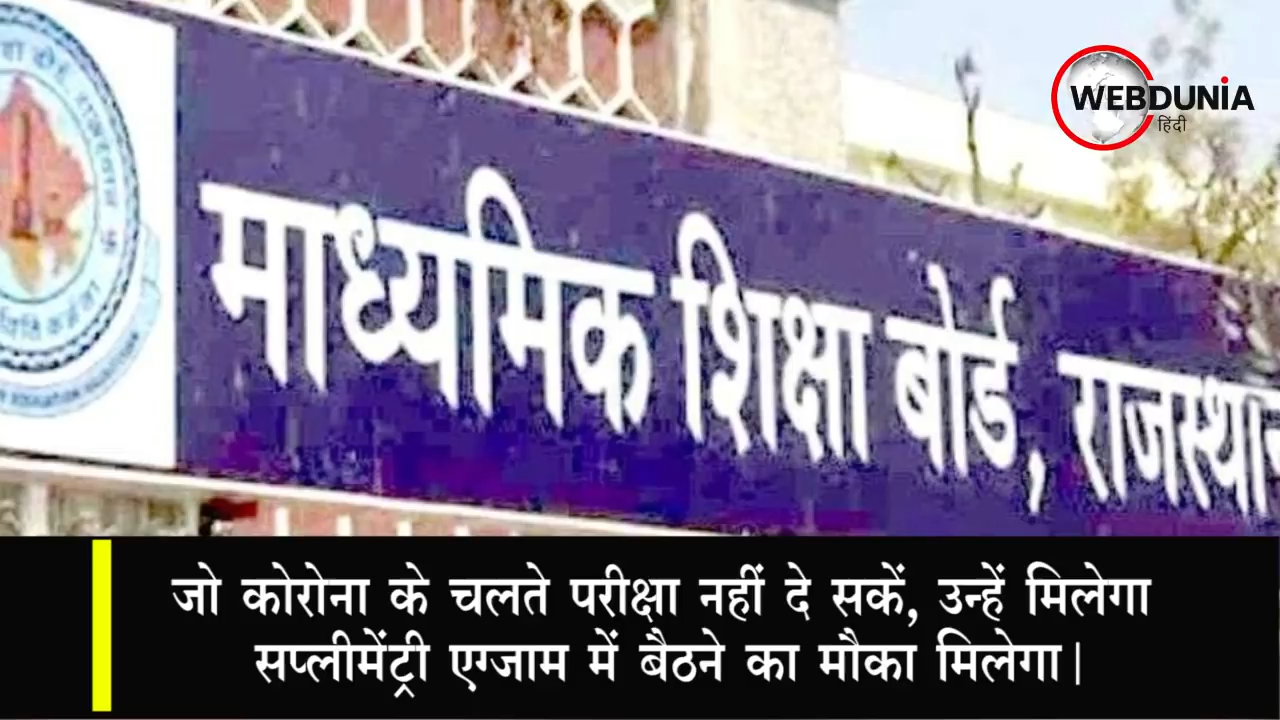 WEBDUNIA
हिंदी
माध्यमिक शिक्षा बोर्ड, राजस्थान
जो कोरोना के चलते परीक्षा नहीं दे सकें, उन्हें मिलेगा
सप्लीमेंट्री एग्जाम में बैठने का मौका मिलेगा|